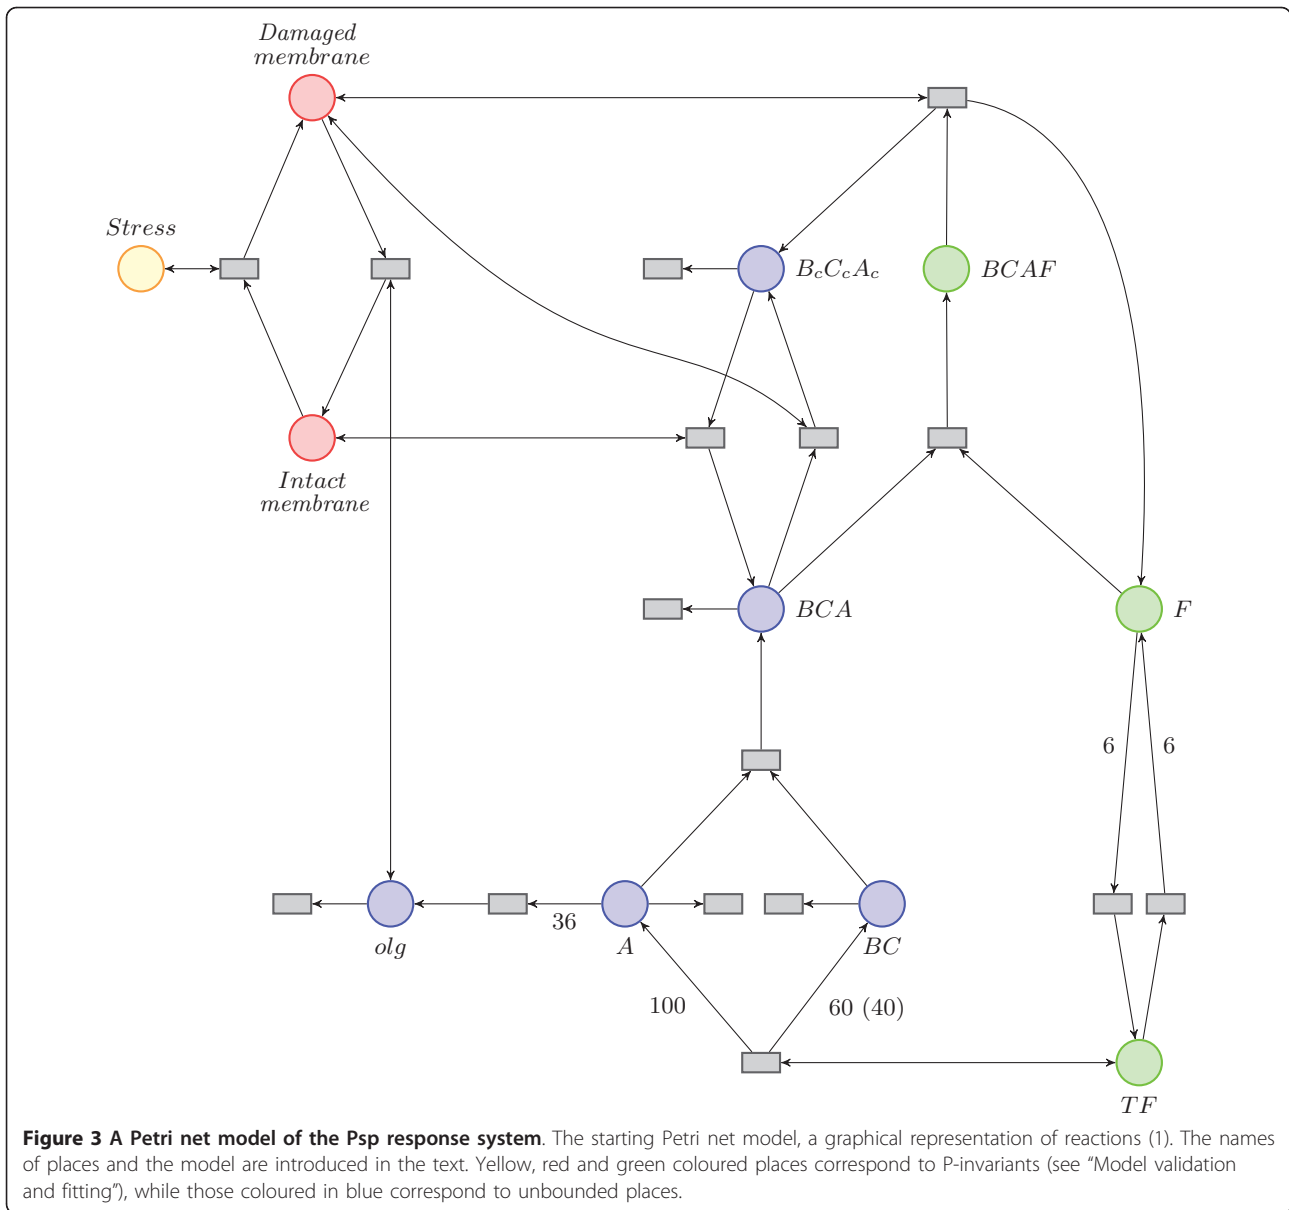 Damaged
membrane
Stress
B_cC_cA_c
BCAF
Intact
membrane
BCA
F
6 6
36
olg
A
BC
100
60 (40)
TF
Figure 3 A Petri net model of the Psp response system. The starting Petri net model, a graphical representation of reactions (1). The names
of places and the model are introduced in the text. Yellow, red and green coloured places correspond to P-invariants (see “Model validation
and fitting”), while those coloured in blue correspond to unbounded places.